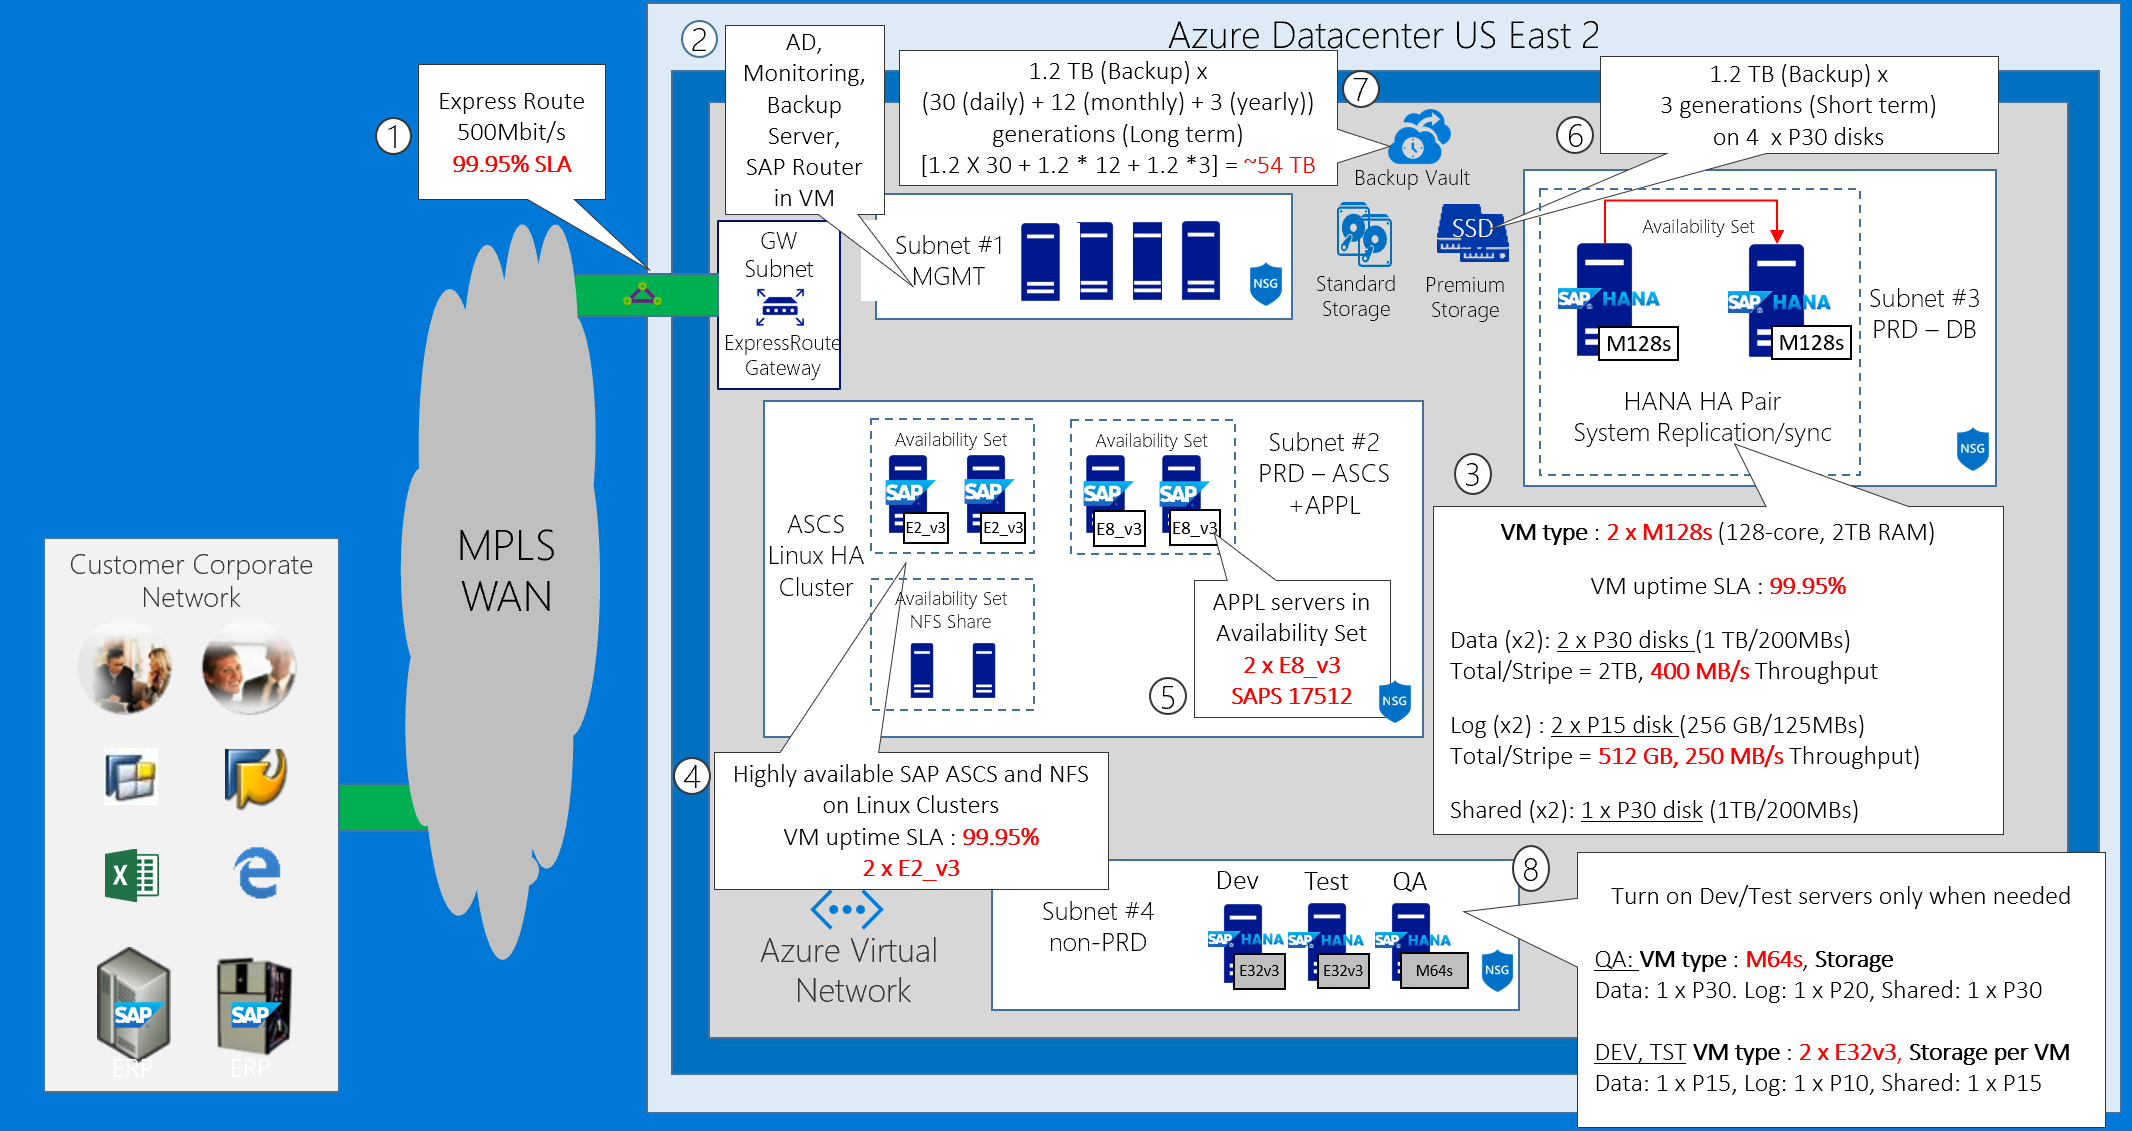 Azure Datacenter US East 2
①
Express Route
500Mbit/s
99.95% SLA
②
AD,
Monitoring,
Backup
Server,
SAP Router
in VM
1.2 TB (Backup) x
(30 (daily) + 12 (monthly) + 3 (yearly))
generations (Long term)
[1.2 X 30 + 1.2 * 12 + 1.2 *3] = ~54 TB
⑦
Backup Vault
⑥
1.2 TB (Backup) x
3 generations (Short term)
on 4 x P30 disks
GW
Subnet
ExpressRoute
Gateway
Subnet #1
MGMT
NSG
Standard
Storage
SSD
Premium
Storage
Availability Set
SAP HANA
M128s
SAP HANA
M128s
Subnet #3
PRD – DB
HANA HA Pair
System Replication/sync
NSG
ASCS
Linux HA
Cluster
Availability Set
SAP
E2_v3
SAP
E2_v3
Availability Set
SAP
E8_v3
SAP
E8_v3
Subnet #2
PRD – ASCS
+APPL
Availability Set
NFS Share
⑤
APPL servers in
Availability Set
2 x E8_v3
SAPS 17512
NSG
③
VM type : 2 x M128s (128-core, 2TB RAM)
VM uptime SLA : 99.95%
Data (x2): 2 x P30 disks (1 TB/200MBs)
Total/Stripe = 2TB, 400 MB/s Throughput
Log (x2) : 2 x P15 disk (256 GB/125MBs)
Total/Stripe = 512 GB, 250 MB/s Throughput)
Shared (x2): 1 x P30 disk (1TB/200MBs)
MPLS
WAN
Customer Corporate
Network
SAP
ERP
SAP
ERP
④
Highly available SAP ASCS and NFS
on Linux Clusters
VM uptime SLA : 99.95%
2 x E2_v3
Azure Virtual
Network
Subnet #4
non-PRD
Dev
SAP HANA
E32v3
Test
SAP HANA
E32v3
QA
SAP HANA
M64s
NSG
⑧
Turn on Dev/Test servers only when needed
QA: VM type : M64s, Storage
Data: 1 x P30. Log: 1 x P20, Shared: 1 x P30
DEV, TST VM type : 2 x E32v3, Storage per VM
Data: 1 x P15, Log: 1 x P10, Shared: 1 x P15